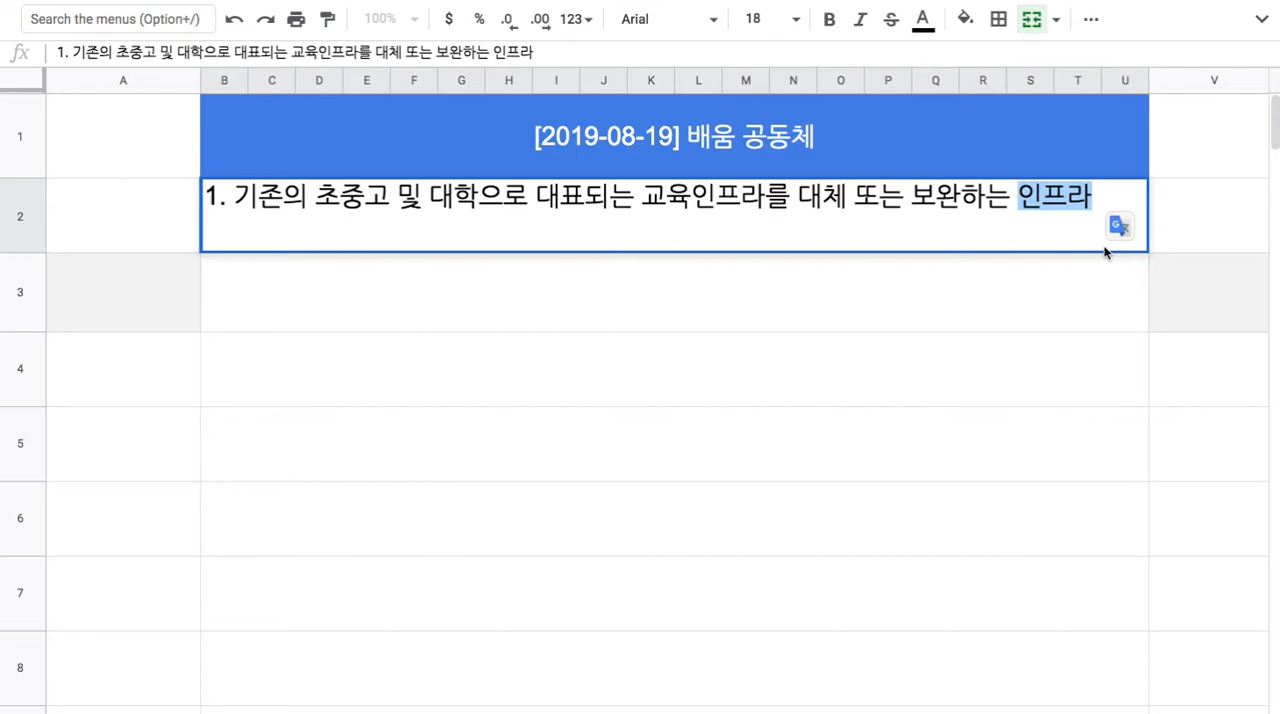 Search the menus (Option+/) 100% $ % .0 .00 123 Arial 18 B I S A
fx 1. 기존의 초중고 및 대학으로 대표되는 교육인프라를 대체 또는 보완하는 인프라
A B C D E F G H I J K L M N O P Q R S T U V
1 [2019-08-19] 배움 공동체
2 1. 기존의 초중고 및 대학으로 대표되는 교육인프라를 대체 또는 보완하는 인프라
3
4
5
6
7
8